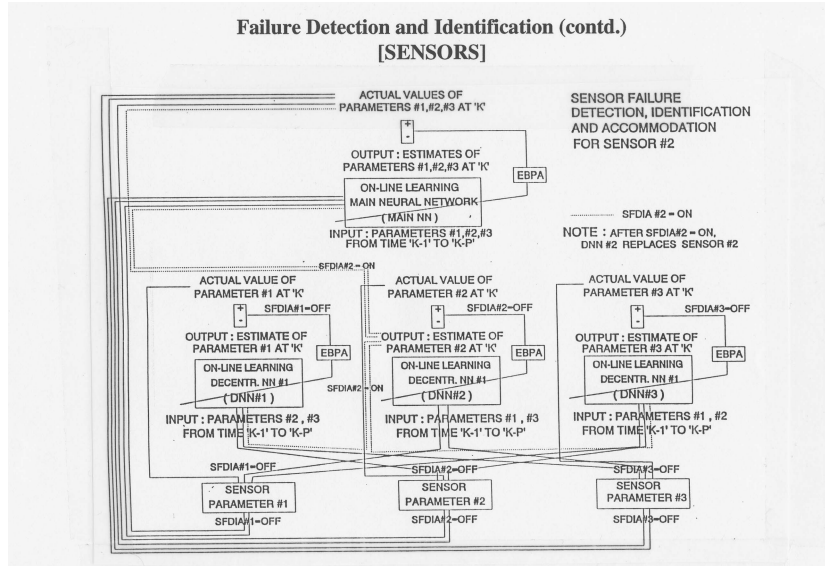 Failure Detection and Identification (contd.)
[SENSORS]
ACTUAL VALUES OF
PARAMETERS #1,#2,#3 AT 'K'
SENSOR FAILURE
DETECTION, IDENTIFICATION
AND ACCOMMODATION
FOR SENSOR #2
+
-
OUTPUT : ESTIMATES OF
PARAMETERS #1,#2,#3 AT 'K'
EBPA
ON-LINE LEARNING
MAIN NEURAL NETWORK
( MAIN NN )
INPUT : PARAMETERS #1,#2,#3
FROM TIME 'K-1' TO 'K-P'
SFDIA #2 = ON
NOTE : AFTER SFDIA#2 = ON,
DNN #2 REPLACES SENSOR #2
SFDIA#2 = ON
ACTUAL VALUE OF
PARAMETER #1 AT 'K'
SFDIA#1=OFF
+
-
OUTPUT : ESTIMATE OF
PARAMETER #1 AT 'K'
EBPA
ON-LINE LEARNING
DECENTR. NN #1
( DNN#1 )
INPUT : PARAMETERS #2 , #3
FROM TIME 'K-1' TO 'K-P'
SFDIA#2 = ON
ACTUAL VALUE OF
PARAMETER #2 AT 'K'
SFDIA#2=OFF
+
-
OUTPUT : ESTIMATE OF
PARAMETER #2 AT 'K'
EBPA
ON-LINE LEARNING
DECENTR. NN #1
( DNN#2 )
INPUT : PARAMETERS #1 , #3
FROM TIME 'K-1' TO 'K-P'
ACTUAL VALUE OF
PARAMETER #3 AT 'K'
SFDIA#3=OFF
+
-
OUTPUT : ESTIMATE OF
PARAMETER #3 AT 'K'
EBPA
ON-LINE LEARNING
DECENTR. NN #1
( DNN#3 )
INPUT : PARAMETERS #1 , #2
FROM TIME 'K-1' TO 'K-P'
SFDIA#1=OFF
SENSOR
PARAMETER #1
SFDIA#1=OFF
SFDIA#2=OFF
SENSOR
PARAMETER #2
SFDIA#2=OFF
SFDIA#3=OFF
SENSOR
PARAMETER #3
SFDIA#3=OFF